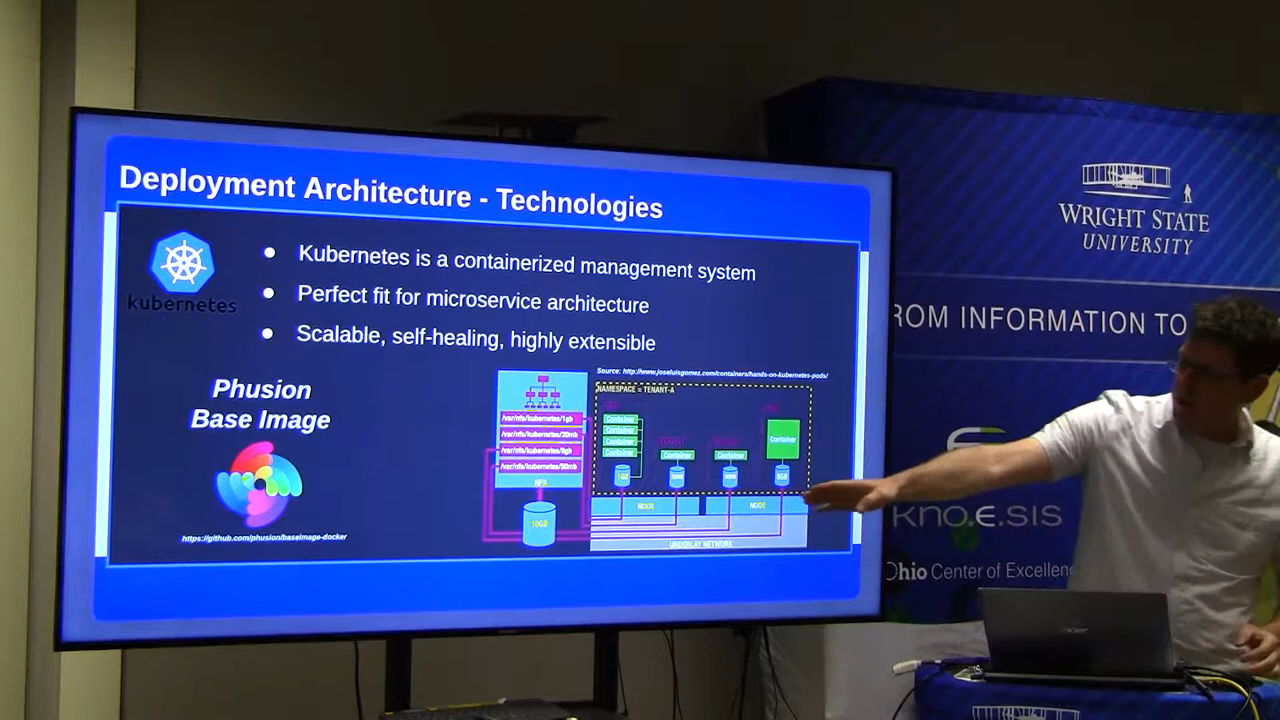 Deployment Architecture - Technologies
kubernetes
Kubernetes is a containerized management system
Perfect fit for microservice architecture
Scalable, self-healing, highly extensible
Phusion
Base Image
https://github.com/phusion/baseimage-docker
Source: http://www.joseluisgomez.com/containers/hands-on-kubernetes-pods/
NAMESPACE = TENANT-A
/var/nfs/kubernetes/1gb
/var/nfs/kubernetes/20mb
/var/nfs/kubernetes/5gb
/var/nfs/kubernetes/50mb
NFS
10GB
Container
Container
Container
Container
Container
Container
Container
NODE
NODE
UNDERLAY NETWORK
WRIGHT STATE
UNIVERSITY
ROM INFORMATION TO
kno.e.sis
Ohio Center of Excellenc
acer